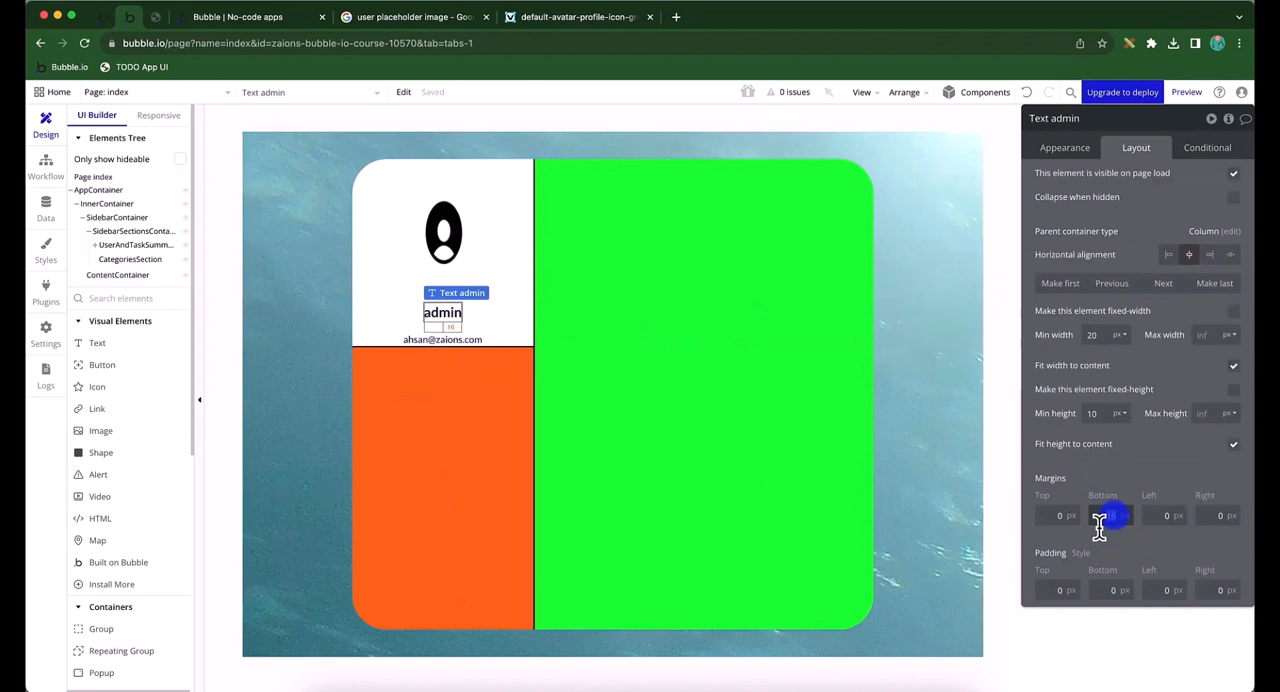 Bubble | No-code apps
user placeholder image - Goo
default-avatar-profile-icon-gr
bubble.io/page?name=index&id=zaions-bubble-io-course-10570&tab=tabs-1
Bubble.io
TODO App UI
Home
Page: index
Text admin
Edit
Saved
0 issues
View
Arrange
Components
Upgrade to deploy
Preview
Design
Workflow
Data
Styles
Plugins
Settings
Logs
UI Builder
Responsive
Elements Tree
Only show hideable
Page index
AppContainer
InnerContainer
SidebarContainer
SidebarSectionsConta...
UserAndTaskSumm...
CategoriesSection
ContentContainer
Search elements
Visual Elements
Text
Button
Icon
Link
Image
Shape
Alert
Video
HTML
Map
Built on Bubble
Install More
Containers
Group
Repeating Group
Popup
Text admin
admin
16
ahsan@zaions.com
Text admin
Appearance
Layout
Conditional
This element is visible on page load
Collapse when hidden
Parent container type Column (edit)
Horizontal alignment
Make first Previous Next Make last
Make this element fixed-width
Min width 20 px Max width inf px
Fit width to content
Make this element fixed-height
Min height 10 px Max height inf px
Fit height to content
Margins
Top Bottom Left Right
0 px 16 px 0 px 0 px
Padding Style
Top Bottom Left Right
0 px 0 px 0 px 0 px